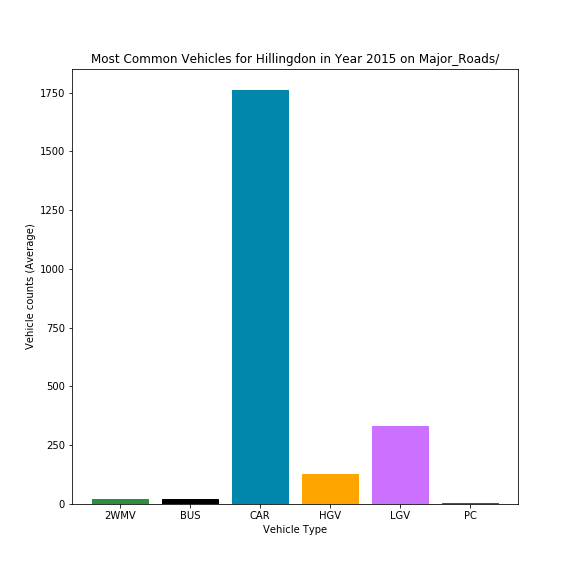 Most Common Vehicles for Hillingdon in Year 2015 on Major_Roads/
1750
1500
1250
1000
750
500
250
0
Vehicle counts (Average)
2WMV BUS CAR HGV LGV PC
Vehicle Type